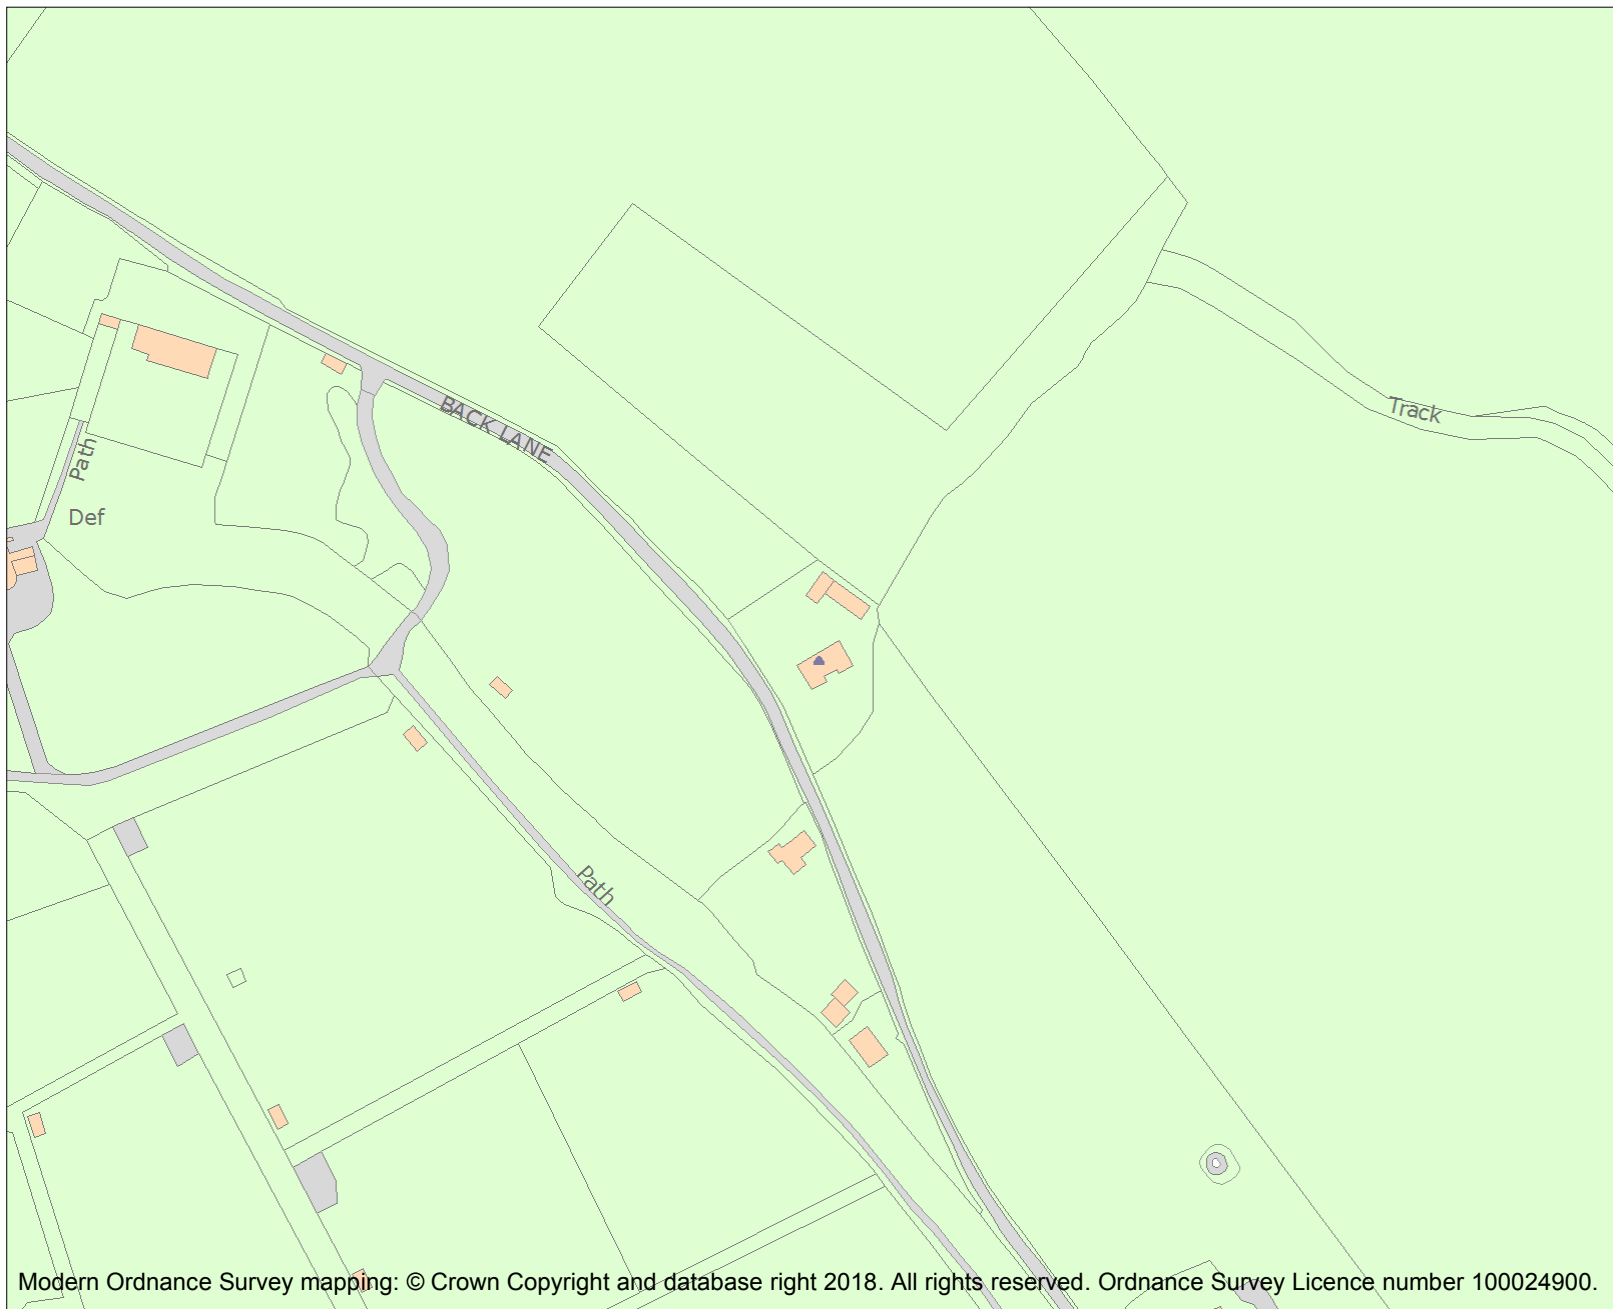 BACK LANE
Track
Path
Def
Path
Modern Ordnance Survey mapping: © Crown Copyright and database right 2018. All rights reserved. Ordnance Survey Licence number 100024900.